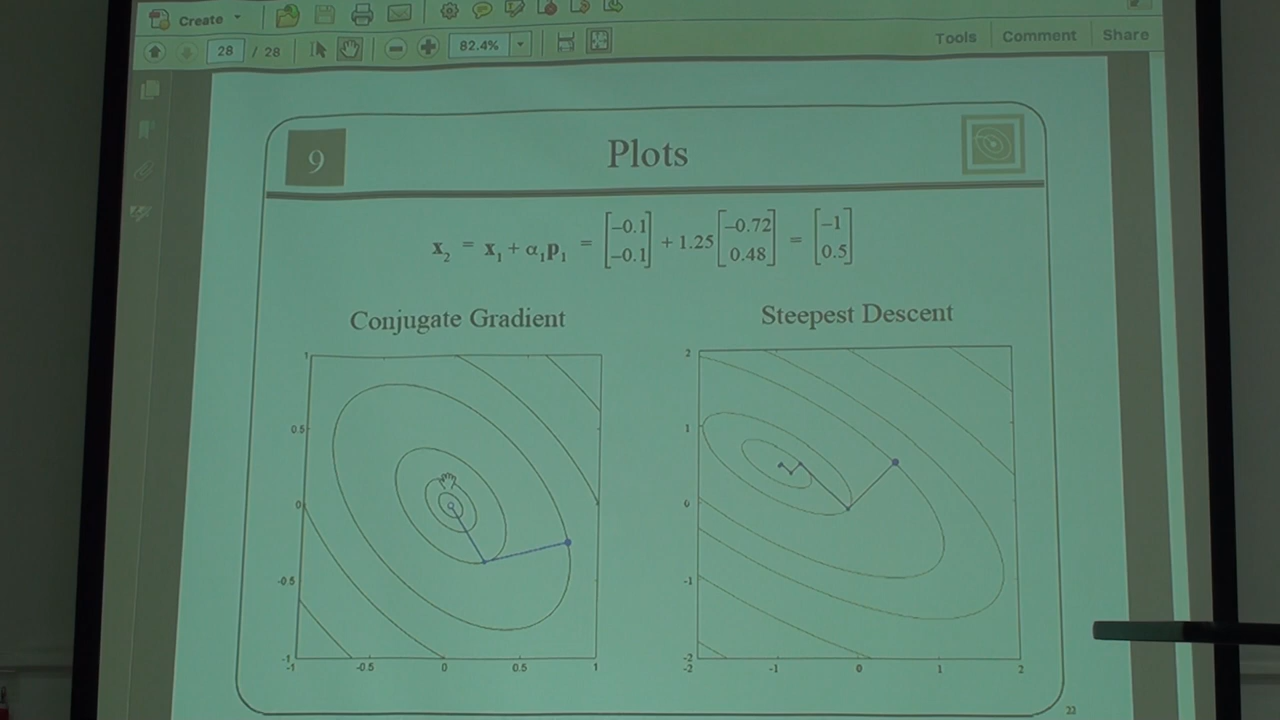 Create
28 / 28
82.4%
Tools
Comment
Share
9
Plots
x₂ = x₁ + α₁p₁ = [−0.1 −0.1] + 1.25 [−0.72 0.48] = [−1 0.5]
Conjugate Gradient
Steepest Descent
1
0.5
0
-0.5
-1
-1
-0.5
0
0.5
1
2
1
0
-1
-2
-2
-1
0
1
2
22